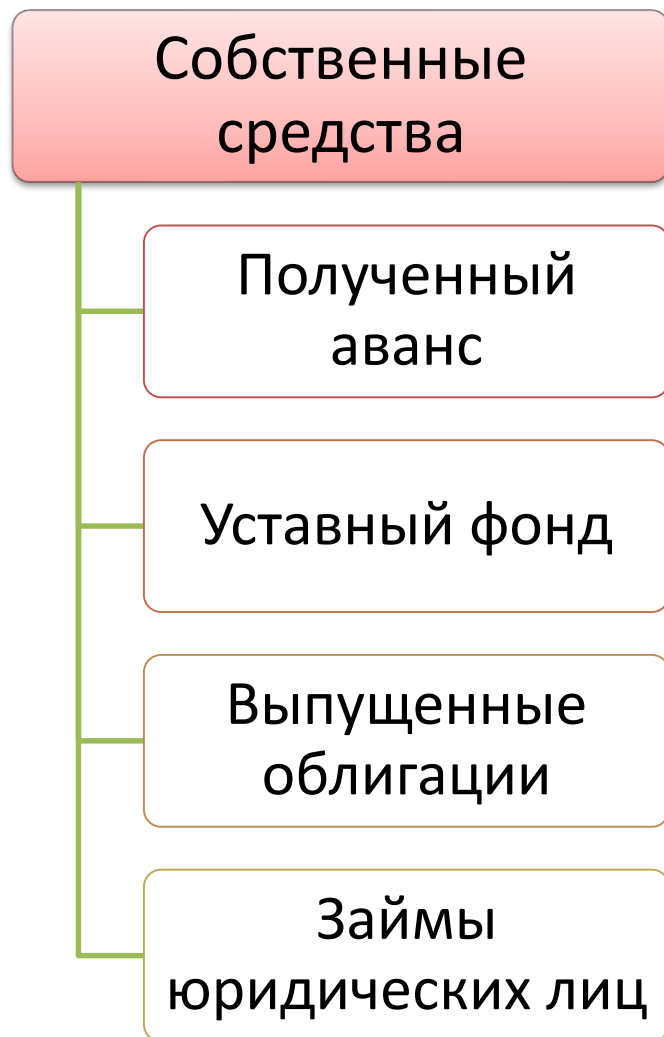 Собственные
средства
Полученный
аванс
Уставный фонд
Выпущенные
облигации
Займы
юридических лиц